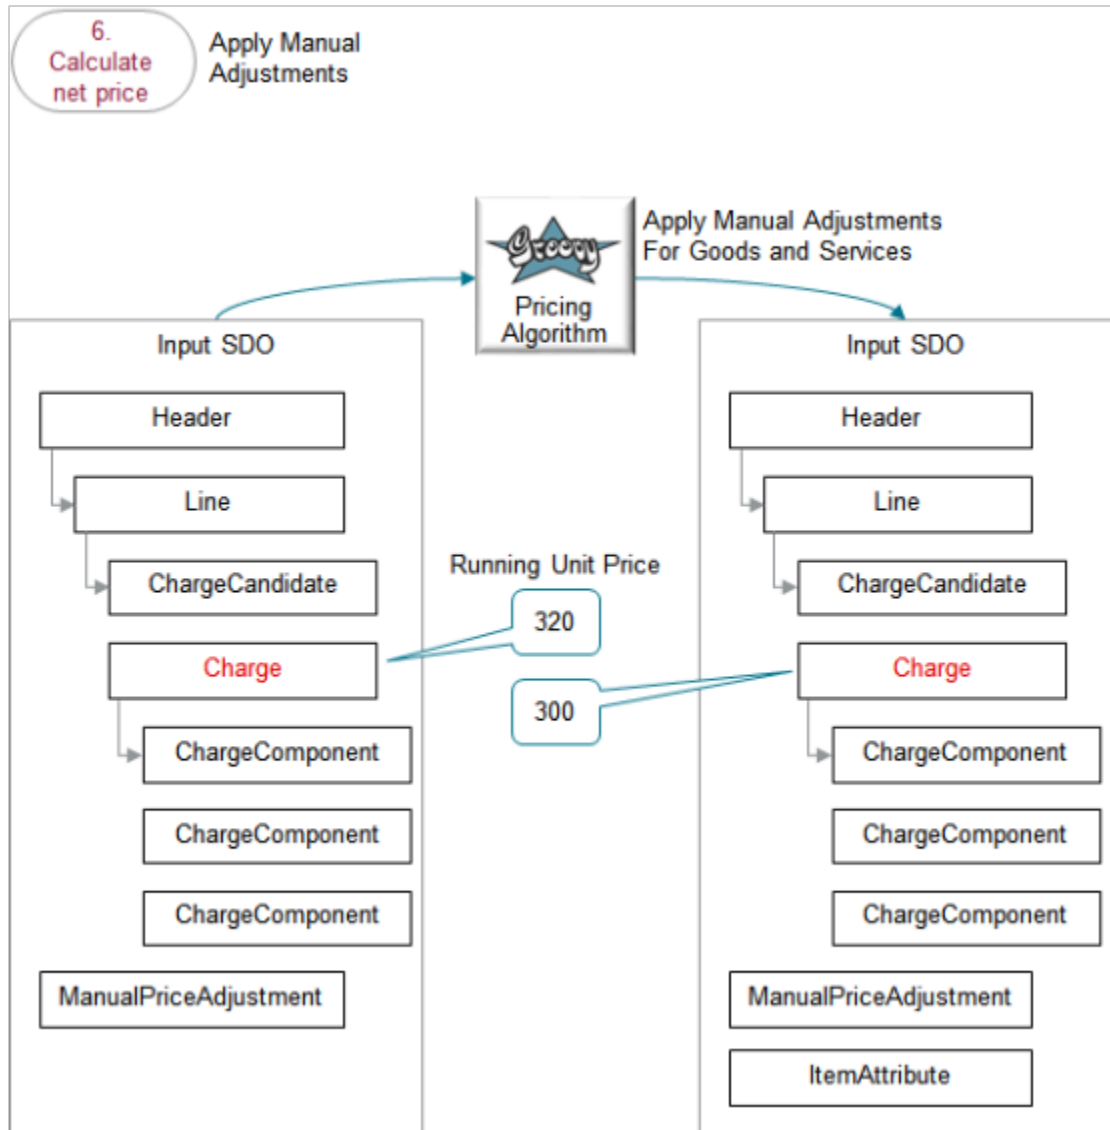 6.
Calculate
net price
Apply Manual
Adjustments
Groovy
Pricing
Algorithm
Apply Manual Adjustments
For Goods and Services
Input SDO
Header
Line
ChargeCandidate
Charge
ChargeComponent
ChargeComponent
ChargeComponent
ManualPriceAdjustment
Running Unit Price
320
300
Input SDO
Header
Line
ChargeCandidate
Charge
ChargeComponent
ChargeComponent
ChargeComponent
ManualPriceAdjustment
ItemAttribute